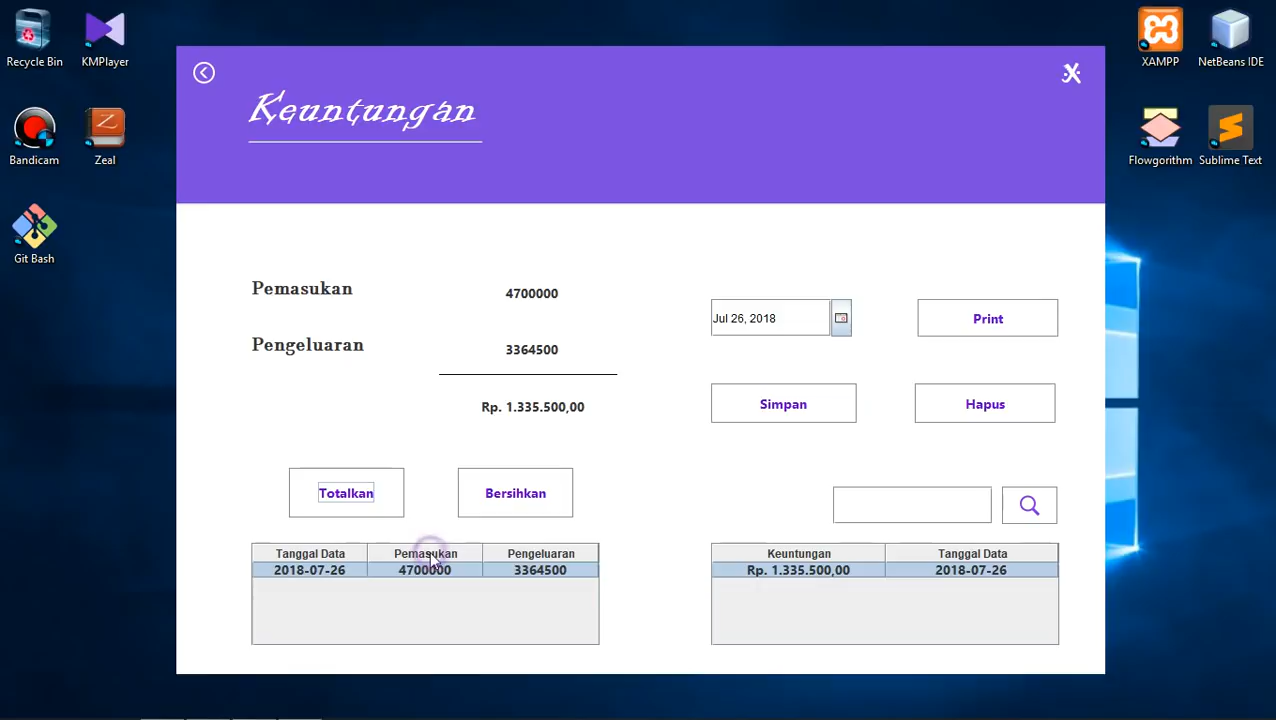 Recycle Bin
KMPlayer
Bandicam
Zeal
Git Bash
XAMPP
NetBeans IDE
Flowgorithm
Sublime Text
Keuntungan
Pemasukan
4700000
Pengeluaran
3364500
Rp. 1.335.500,00
Jul 26, 2018
Print
Simpan
Hapus
Totalkan
Bersihkan
Tanggal Data Pemasukan Pengeluaran
2018-07-26 4700000 3364500
Keuntungan Tanggal Data
Rp. 1.335.500,00 2018-07-26